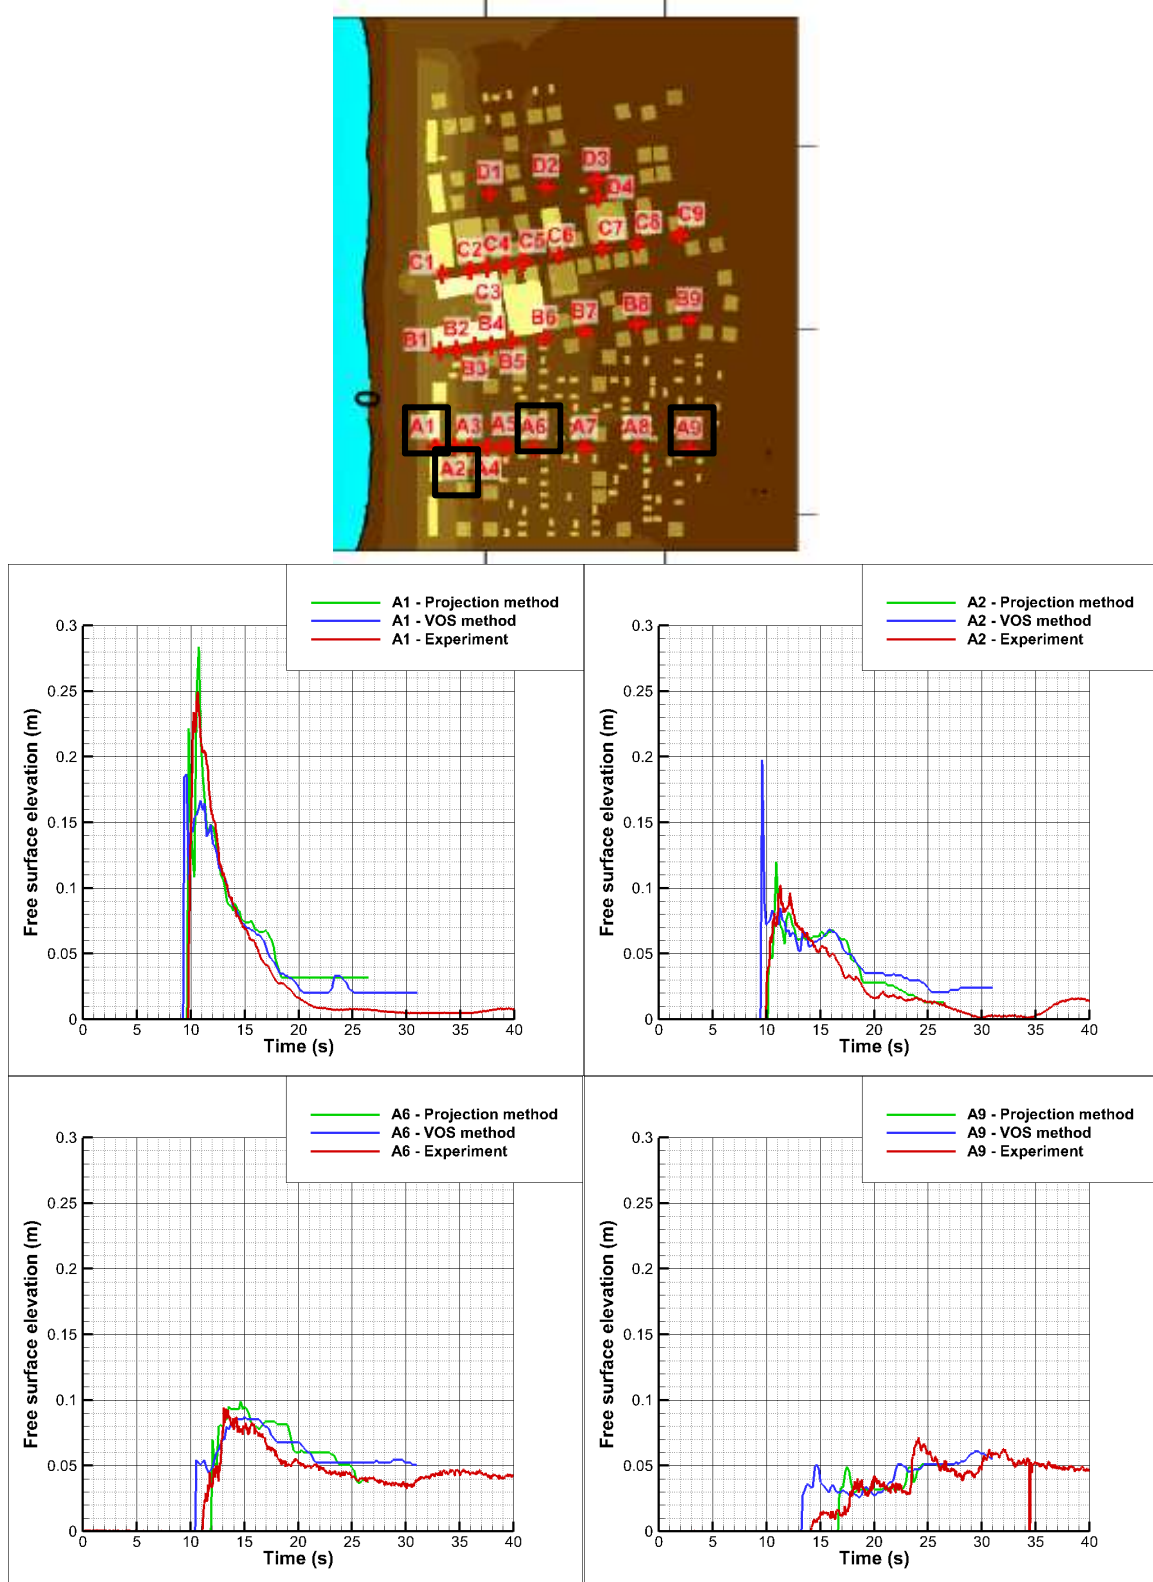 D3
D1 D2
D4
C9
C7 C8
C1 C2 C4 C5 C6
C3
B9
B8
B1 B2 B4 B6 B7
B3 B5
0
A1 A3 A5 A6 A7 A8 A9
A2 A4
A1 - Projection method
A1 - VOS method
A1 - Experiment
0.3
0.25
0.2
0.15
0.1
0.05
0
Free surface elevation (m)
0 5 10 15 20 25 30 35 40
Time (s)
A2 - Projection method
A2 - VOS method
A2 - Experiment
0.3
0.25
0.2
0.15
0.1
0.05
0
Free surface elevation (m)
0 5 10 15 20 25 30 35 40
Time (s)
A6 - Projection method
A6 - VOS method
A6 - Experiment
0.3
0.25
0.2
0.15
0.1
0.05
0
Free surface elevation (m)
0 5 10 15 20 25 30 35 40
Time (s)
A9 - Projection method
A9 - VOS method
A9 - Experiment
0.3
0.25
0.2
0.15
0.1
0.05
0
Free surface elevation (m)
0 5 10 15 20 25 30 35 40
Time (s)